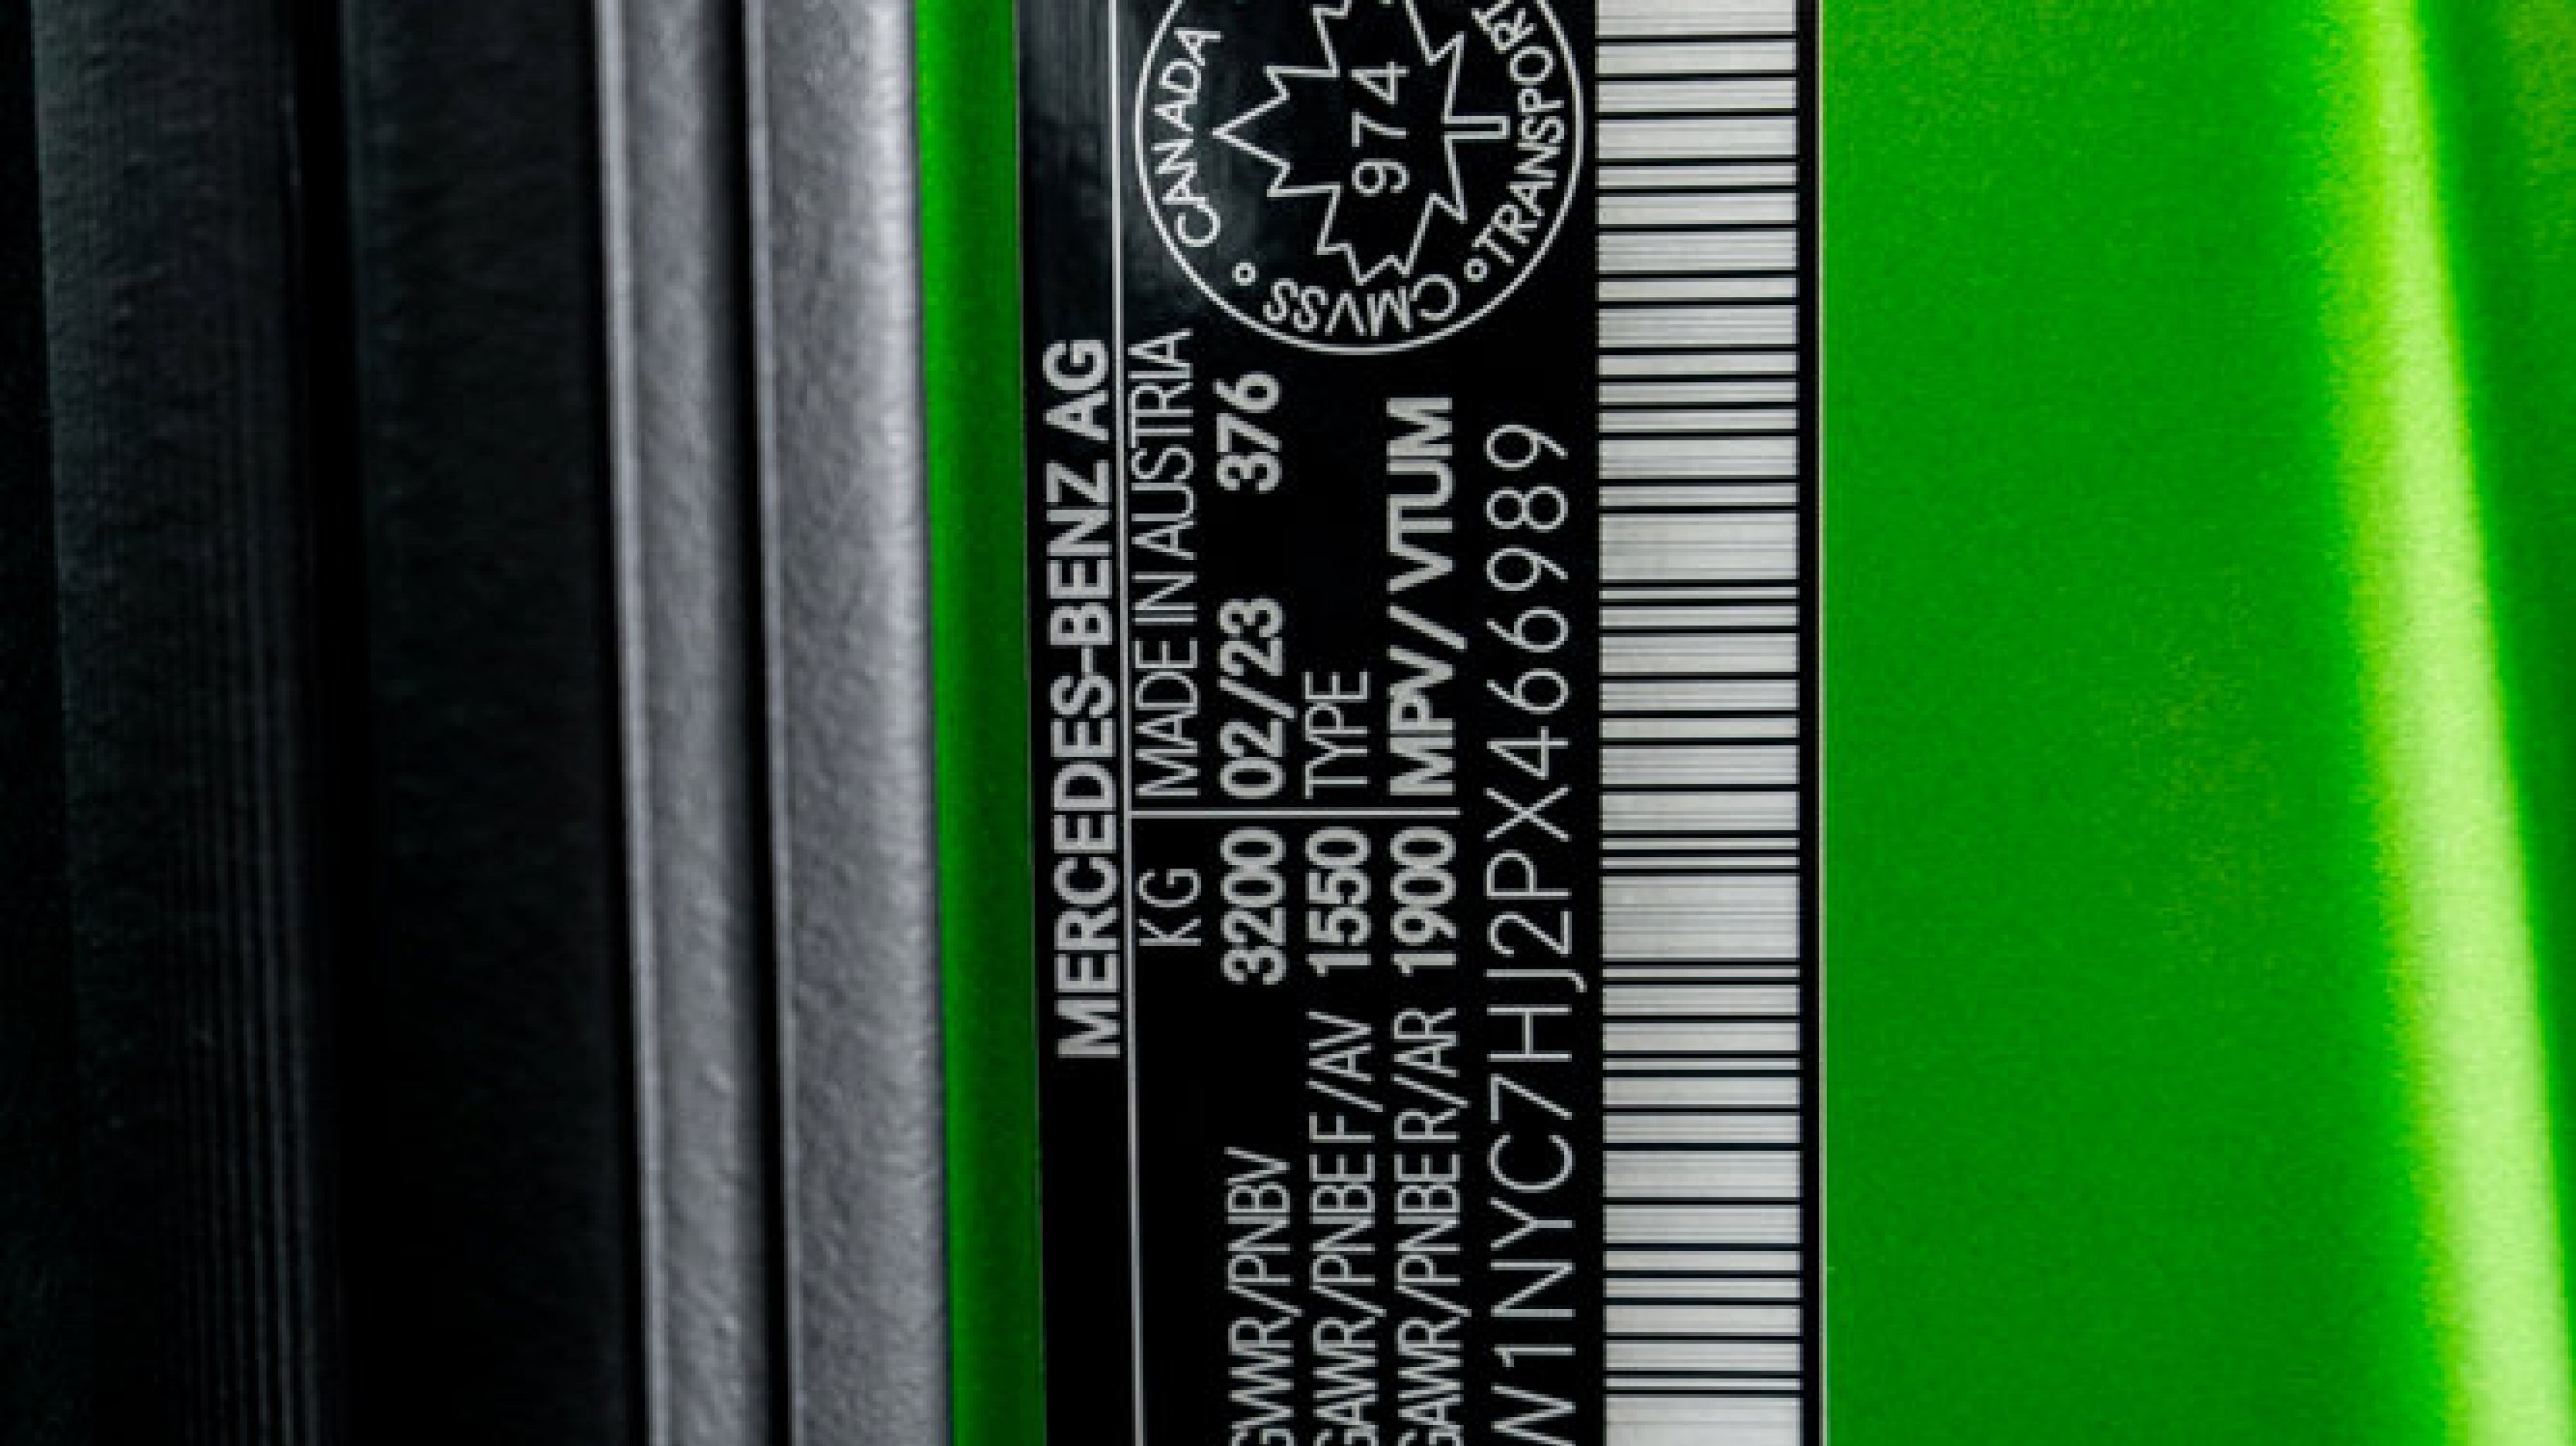 MERCEDES-BENZ AG
KG MADE IN AUSTRIA
GVWR/PNBV 3200 02/23 376
GAWR/PNBE F/AV 1550 TYPE
GAWR/PNBE R/AR 1900 MPV/VTUM
W1NYC7HJ2PX466989
CANADA
CMVSS
TRANSPORT
974